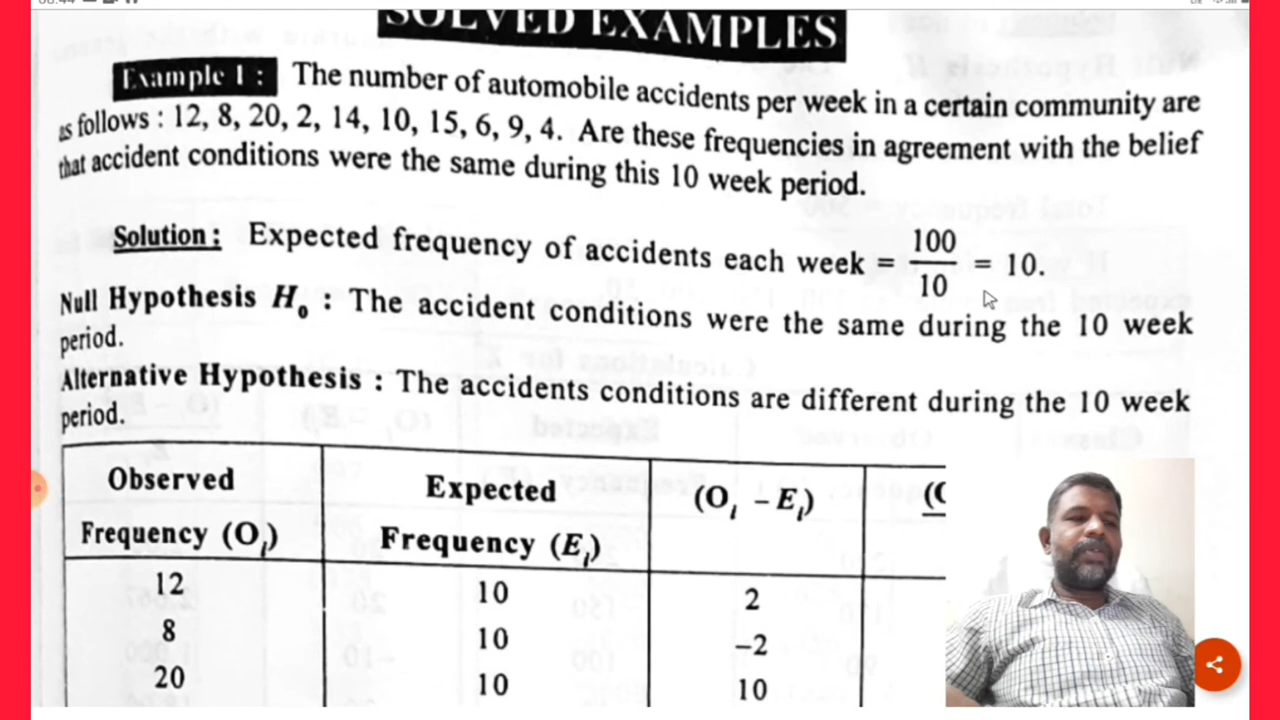 SOLVED EXAMPLES
Example 1 : The number of automobile accidents per week in a certain community are
as follows : 12, 8, 20, 2, 14, 10, 15, 6, 9, 4. Are these frequencies in agreement with the belief
that accident conditions were the same during this 10 week period.
Solution: Expected frequency of accidents each week = 100/10 = 10.
Null Hypothesis H₀ : The accident conditions were the same during the 10 week
period.
Alternative Hypothesis : The accidents conditions are different during the 10 week
period.
Observed Expected (Oᵢ – Eᵢ)
Frequency (Oᵢ) Frequency (Eᵢ)
12 10 2
8 10 –2
20 10 10